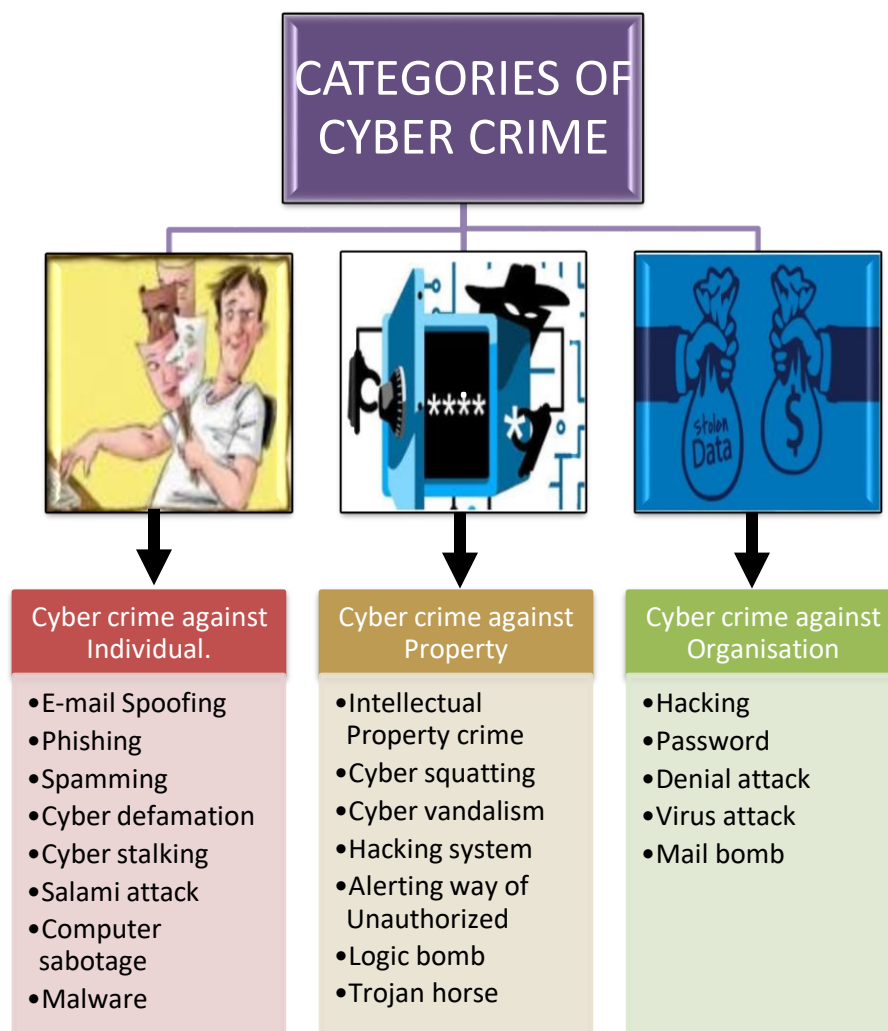 CATEGORIES OF
CYBER CRIME
****
*
stolen
Data
$
Cyber crime against
Individual.
•E-mail Spoofing
•Phishing
•Spamming
•Cyber defamation
•Cyber stalking
•Salami attack
•Computer
sabotage
•Malware
Cyber crime against
Property
•Intellectual
Property crime
•Cyber squatting
•Cyber vandalism
•Hacking system
•Alerting way of
Unauthorized
•Logic bomb
•Trojan horse
Cyber crime against
Organisation
•Hacking
•Password
•Denial attack
•Virus attack
•Mail bomb